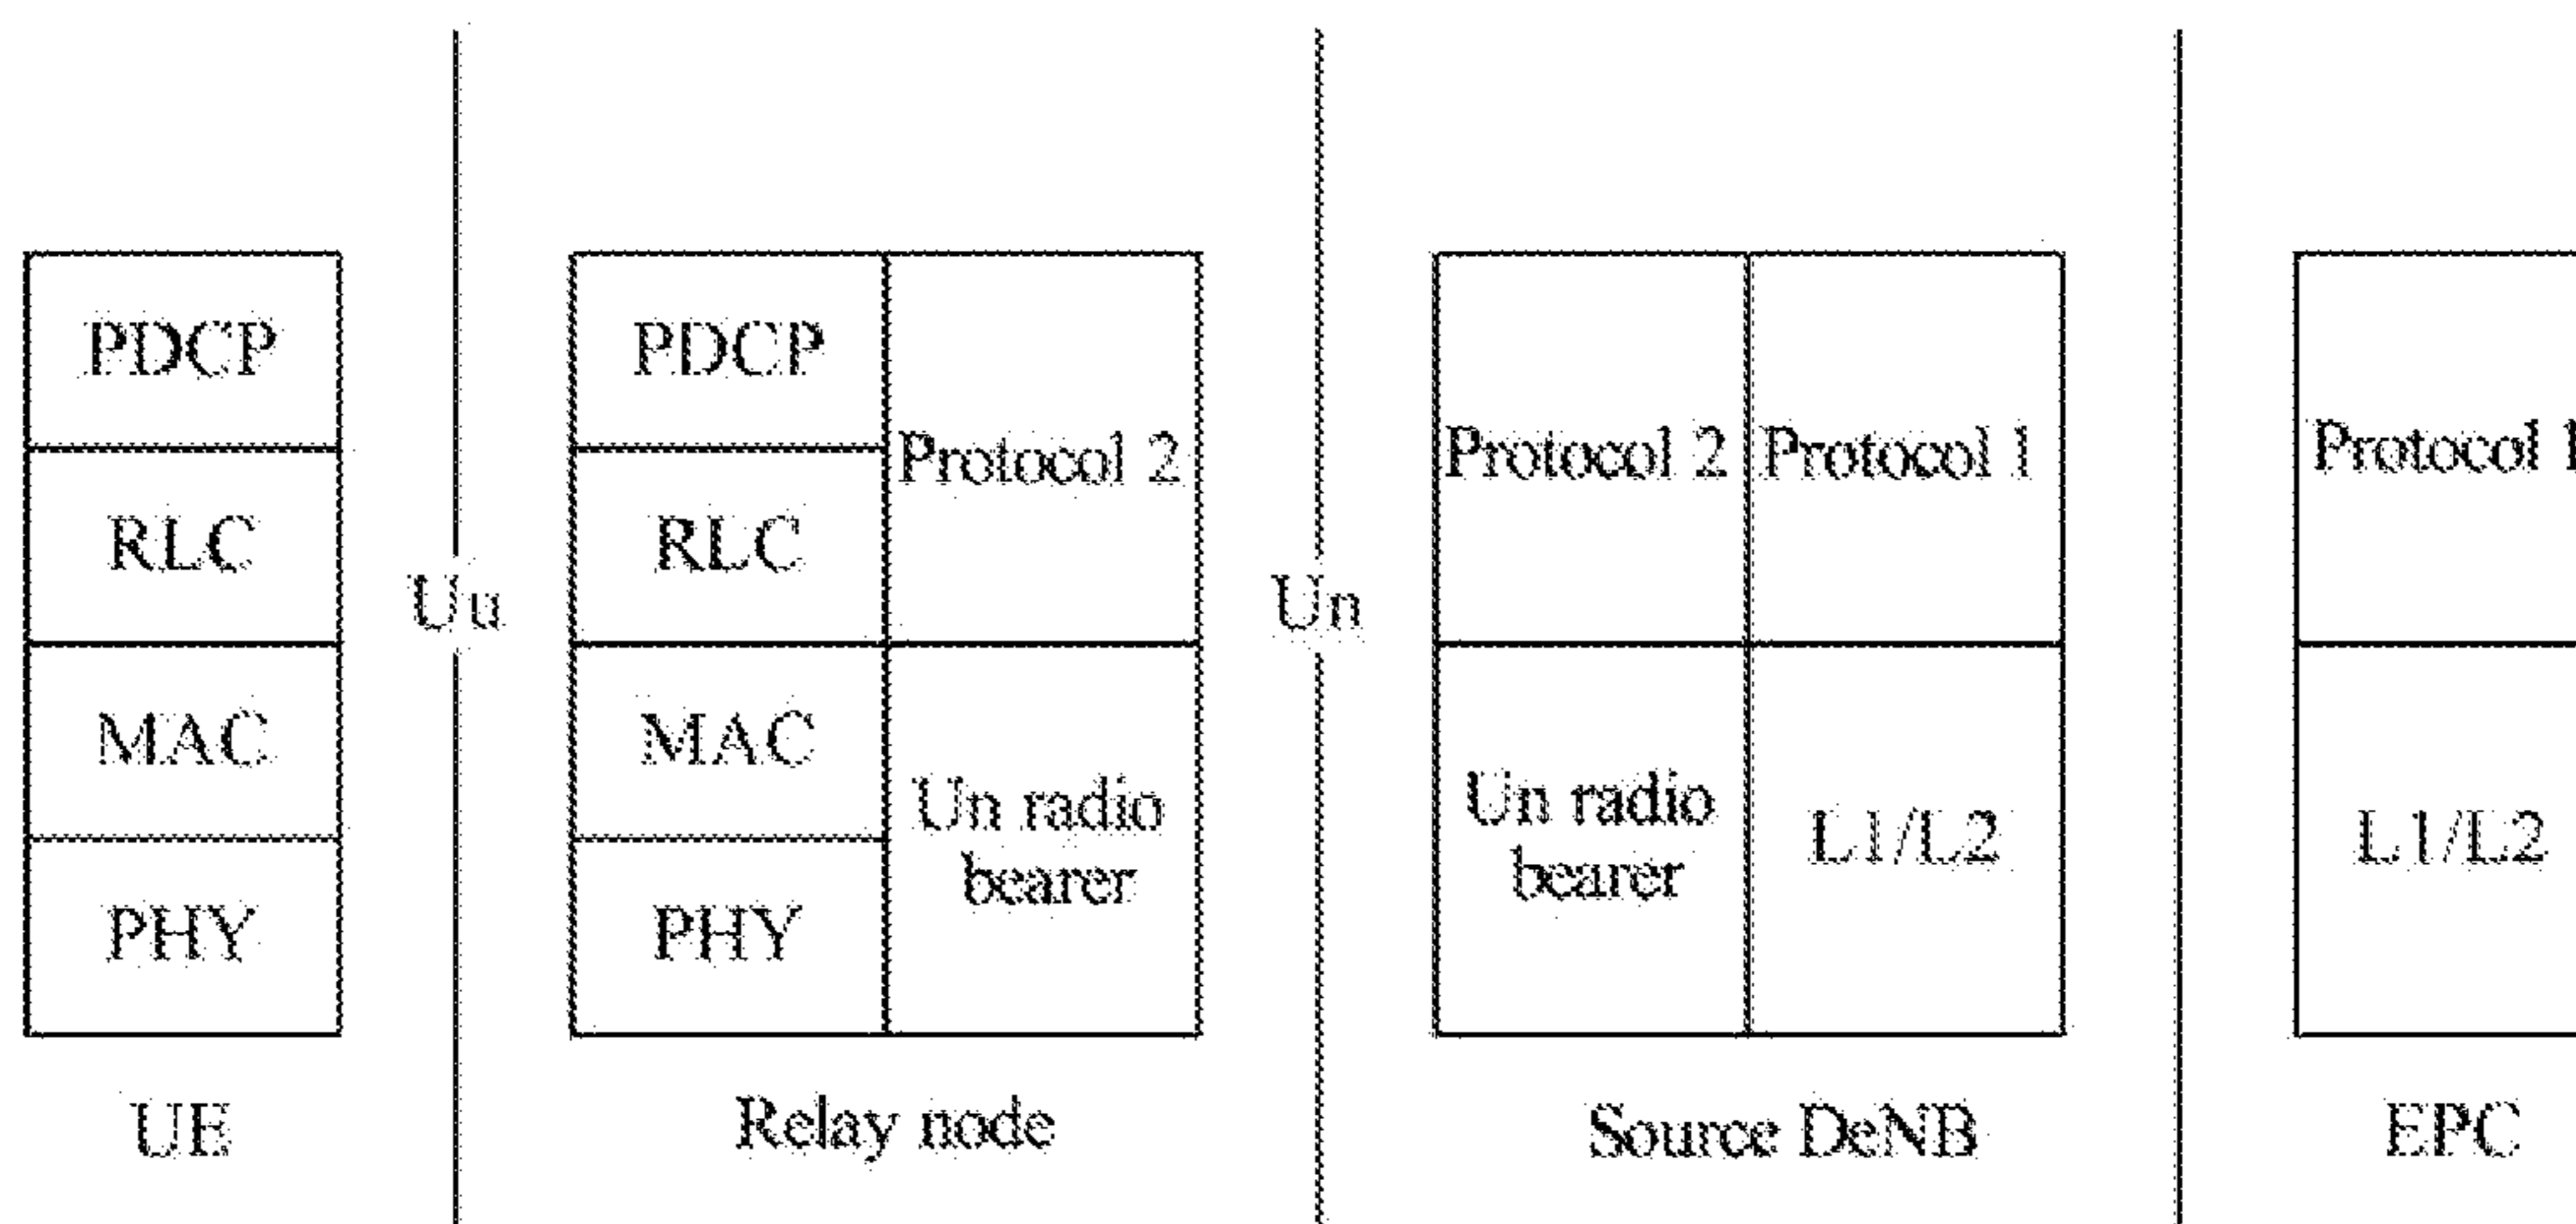 PDCP
RLC
MAC
PHY
UE
Uu
PDCP
RLC
MAC
PHY
Protocol 2
Un radio
bearer
Relay node
Un
Protocol 2
Un radio
bearer
Protocol 1
L1/L2
Source DeNB
Protocol 1
L1/L2
EPC